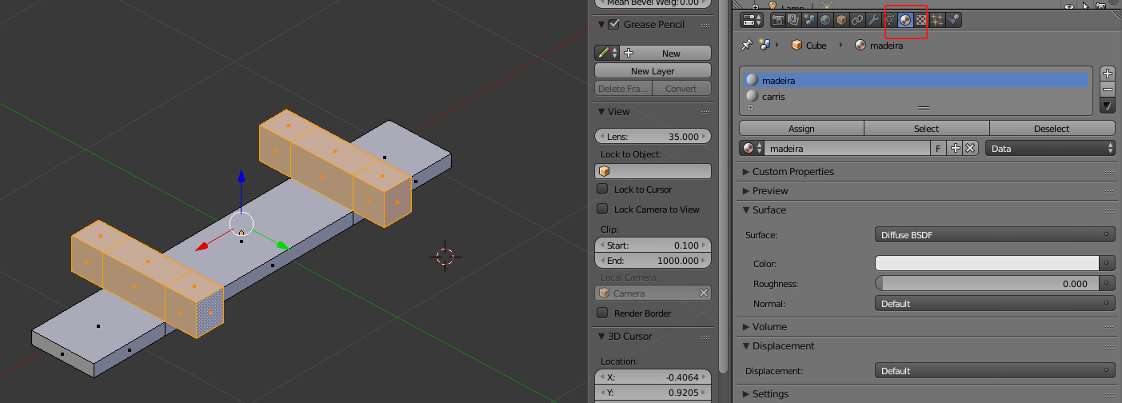 Mean Bevel Weig: 0.00
Grease Pencil
New
New Layer
Delete Fra... Convert
View
Lens: 35.000
Lock to Object:
Lock to Cursor
Lock Camera to View
Clip:
Start: 0.100
End: 1000.000
Local Camera:
Camera
Render Border
3D Cursor
Location:
X: -0.4064
Y: 0.9205
Lamp
Cube madeira
madeira
carris
Assign Select Deselect
madeira F Data
Custom Properties
Preview
Surface
Surface: Diffuse BSDF
Color:
Roughness: 0.000
Normal: Default
Volume
Displacement
Displacement: Default
Settings